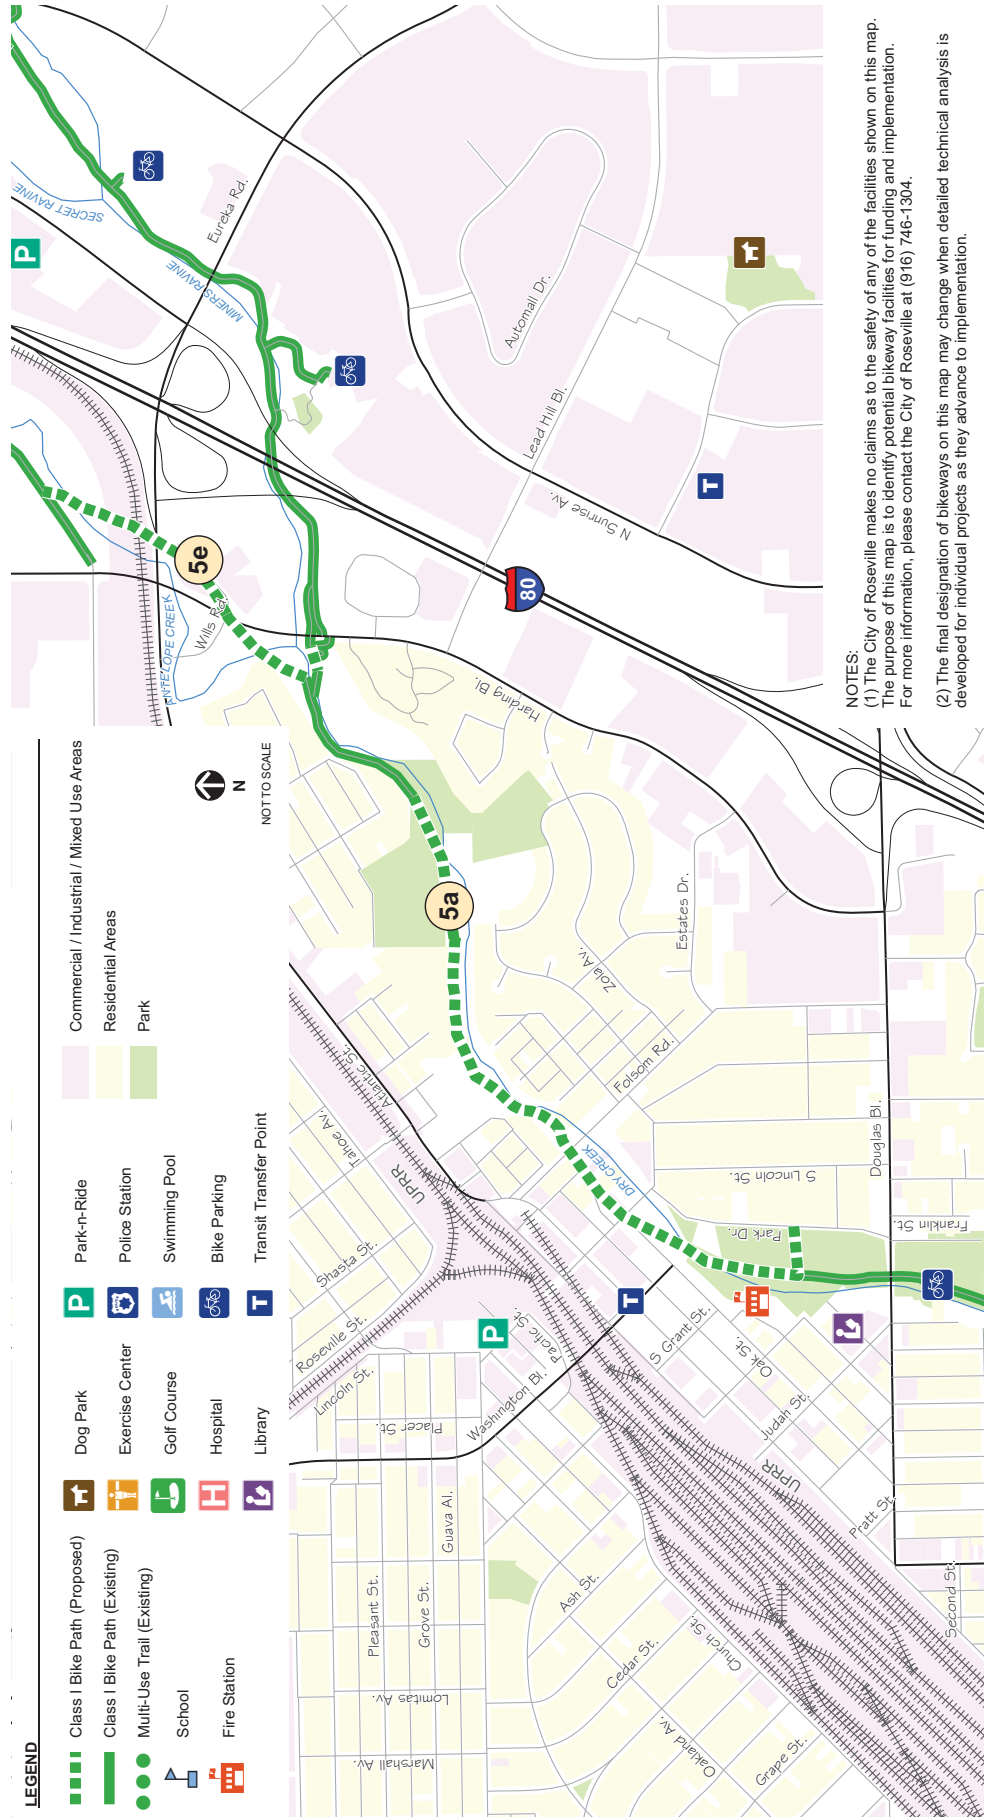 LEGEND
Class I Bike Path (Proposed)
Class I Bike Path (Existing)
Multi-Use Trail (Existing)
School
Fire Station
Dog Park
Exercise Center
Golf Course
Hospital
Library
Park-n-Ride
Police Station
Swimming Pool
Bike Parking
Transit Transfer Point
Commercial / Industrial / Mixed Use Areas
Residential Areas
Park
N
NOT TO SCALE
P
H
T
SECRET RAVINE
MINERS RAVINE
Eureka Rd.
P
5e
Wills Rd.
ANTELOPE CREEK
Automall Dr.
Lead Hill Bl.
N Sunrise Av.
T
80
Harding Bl.
5a
Estates Dr.
Zola Av.
Folsom Rd.
Atlantic St.
Tahoe Av.
UPRR
DRY CREEK
S Lincoln St.
Douglas Bl.
Park Dr.
Franklin St.
Shasta St.
Roseville St.
Lincoln St.
P
Pacific St.
T
Washington Bl.
S Grant St.
Oak St.
Judah St.
Placer St.
UPRR
Pratt St.
Guava Al.
Pleasant St.
Grove St.
Ash St.
Second St.
Church St.
Cedar St.
Lomitas Av.
Oakland Av.
Marshall Av.
Grape St.
NOTES:
(1) The City of Roseville makes no claims as to the safety of any of the facilities shown on this map.
The purpose of this map is to identify potential bikeway facilities for funding and implementation.
For more information, please contact the City of Roseville at (916) 746-1304.
(2) The final designation of bikeways on this map may change when detailed technical analysis is
developed for individual projects as they advance to implementation.